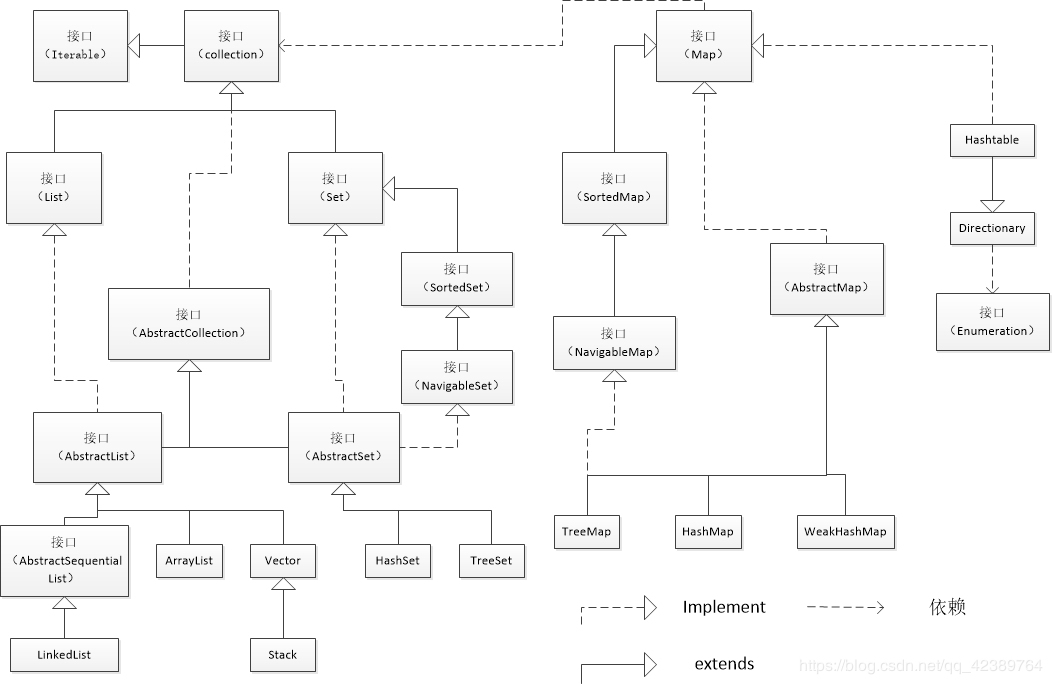 接口
（Iterable）
接口
（collection）
接口
（Map）
Hashtable
接口
（List）
接口
（Set）
接口
（SortedMap）
Directionary
接口
（SortedSet）
接口
（AbstractMap）
接口
（AbstractCollection）
接口
（Enumeration）
接口
（NavigableMap）
接口
（NavigableSet）
接口
（AbstractList）
接口
（AbstractSet）
接口
（AbstractSequential
List）
ArrayList
Vector
HashSet
TreeSet
TreeMap
HashMap
WeakHashMap
LinkedList
Stack
Implement
依赖
extends
https://blog.csdn.net/qq_42389764